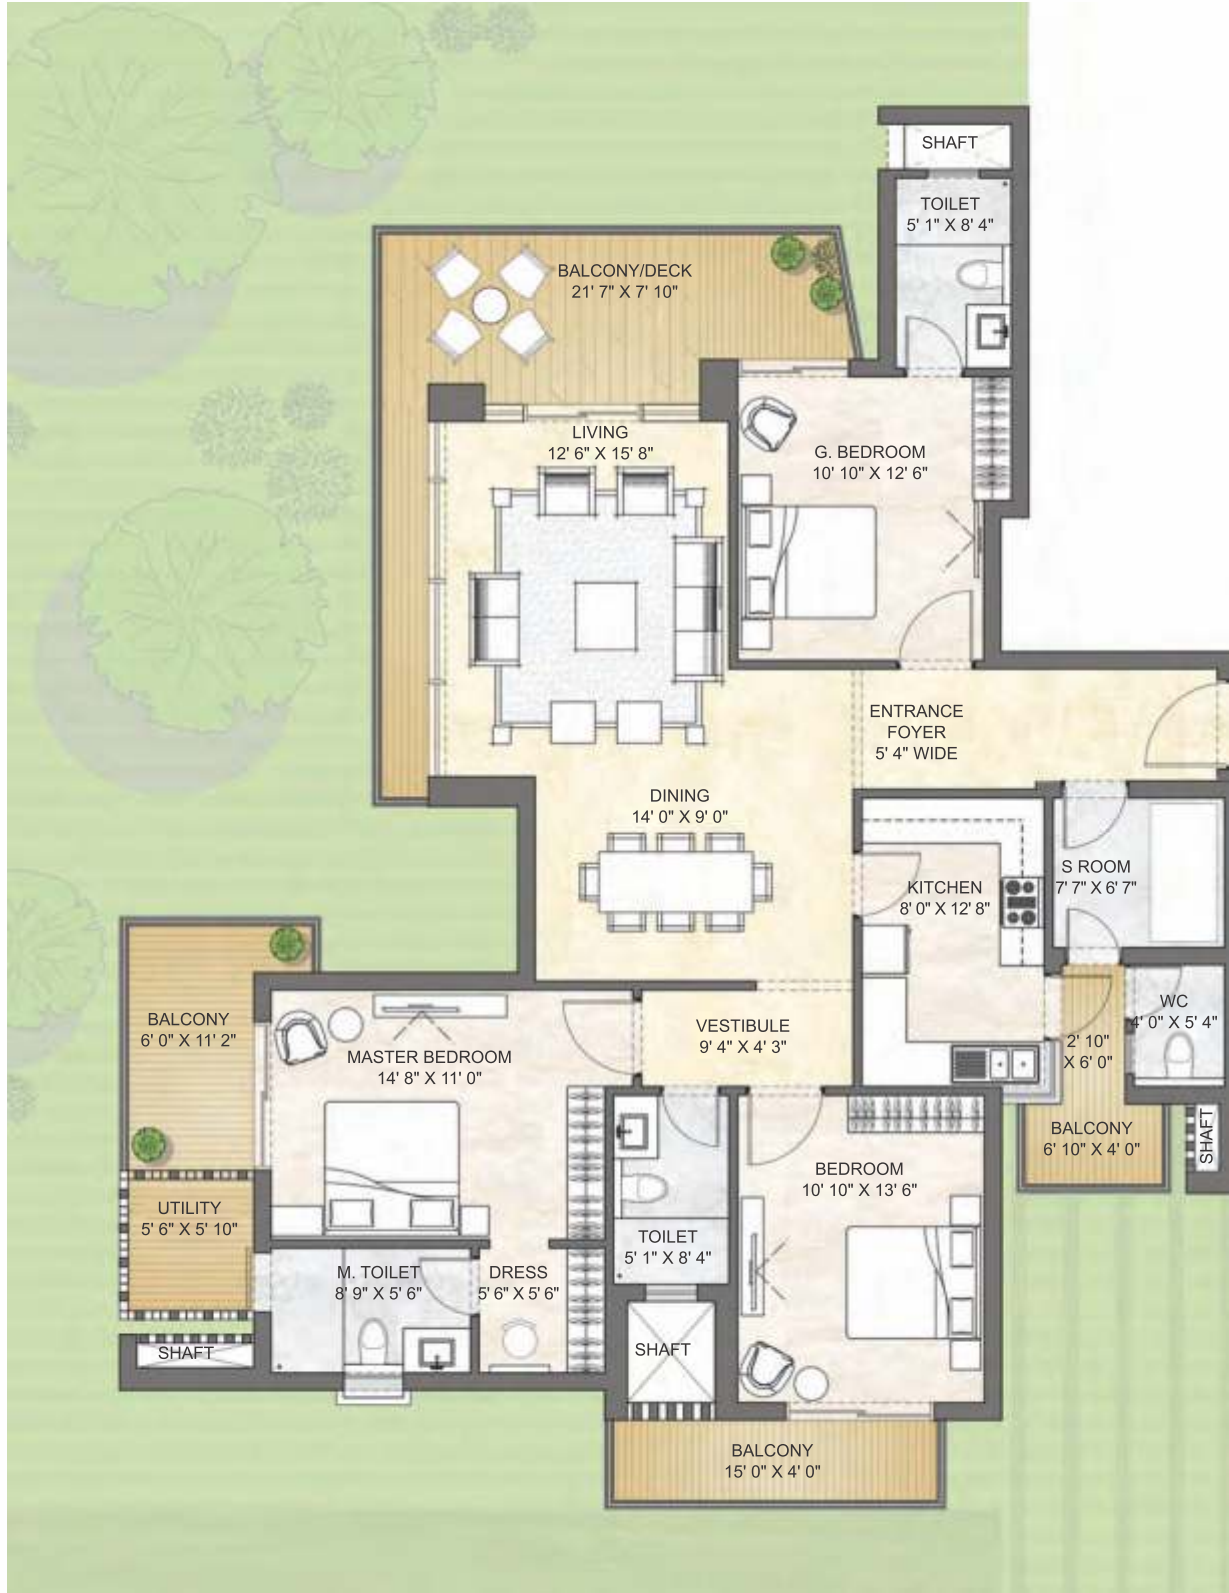 SHAFT
TOILET
5' 1" X 8' 4"
BALCONY/DECK
21' 7" X 7' 10"
LIVING
12' 6" X 15' 8"
G. BEDROOM
10' 10" X 12' 6"
ENTRANCE
FOYER
5' 4" WIDE
DINING
14' 0" X 9' 0"
KITCHEN
8' 0" X 12' 8"
S ROOM
7' 7" X 6' 7"
BALCONY
6' 0" X 11' 2"
MASTER BEDROOM
14' 8" X 11' 0"
VESTIBULE
9' 4" X 4' 3"
2' 10"
X 6' 0"
WC
4' 0" X 5' 4"
BALCONY
6' 10" X 4' 0"
SHAFT
BEDROOM
10' 10" X 13' 6"
UTILITY
5' 6" X 5' 10"
TOILET
5' 1" X 8' 4"
M. TOILET
8' 9" X 5' 6"
DRESS
5' 6" X 5' 6"
SHAFT
SHAFT
BALCONY
15' 0" X 4' 0"